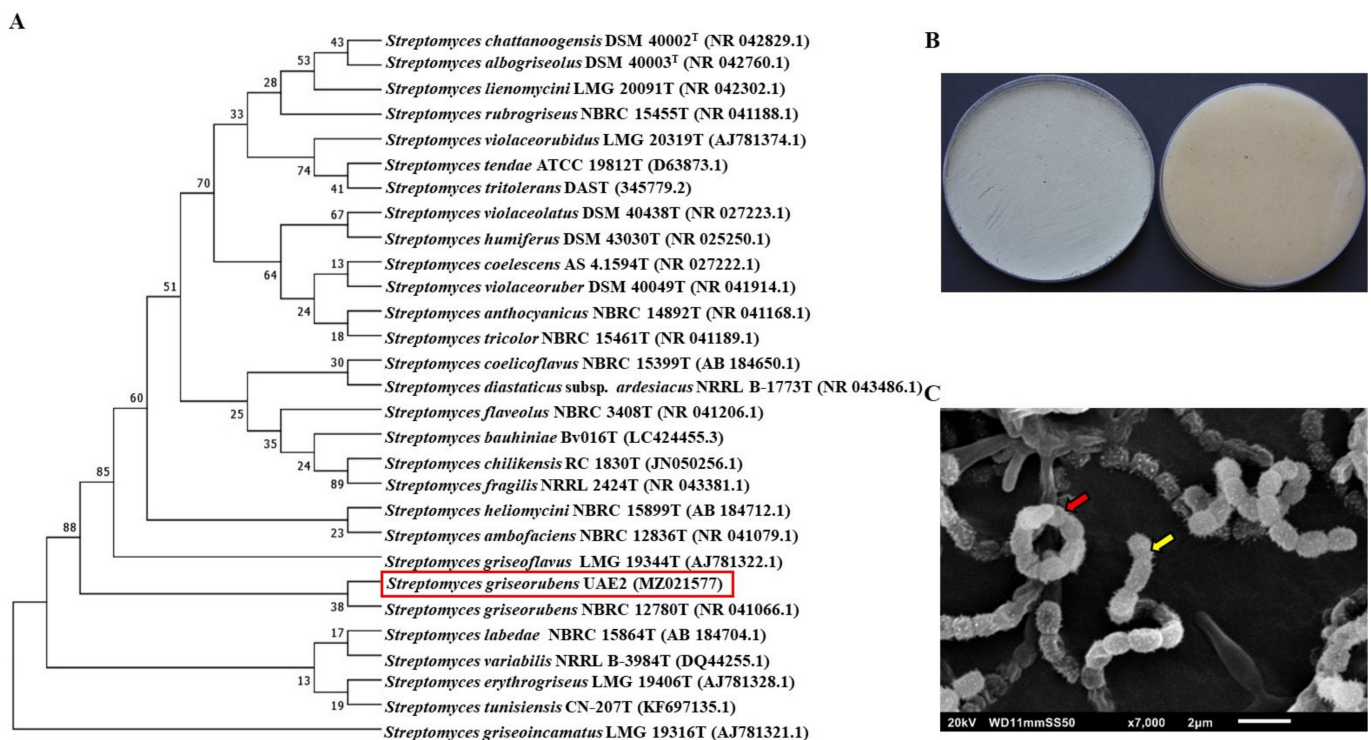 A
43
Streptomyces chattanoogensis DSM 40002T (NR 042829.1)
53
Streptomyces albogriseolus DSM 40003T (NR 042760.1)
28
Streptomyces lienomycini LMG 20091T (NR 042302.1)
33
Streptomyces rubrogriseus NBRC 15455T (NR 041188.1)
Streptomyces violaceorubidus LMG 20319T (AJ781374.1)
74
Streptomyces tendae ATCC 19812T (D63873.1)
70
41
Streptomyces tritolerans DAST (345779.2)
67
Streptomyces violaceolatus DSM 40438T (NR 027223.1)
Streptomyces humiferus DSM 43030T (NR 025250.1)
64
13
Streptomyces coelescens AS 4.1594T (NR 027222.1)
51
Streptomyces violaceoruber DSM 40049T (NR 041914.1)
24
Streptomyces anthocyanicus NBRC 14892T (NR 041168.1)
18
Streptomyces tricolor NBRC 15461T (NR 041189.1)
30
Streptomyces coelicoflavus NBRC 15399T (AB 184650.1)
Streptomyces diastaticus subsp. ardesiacus NRRL B-1773T (NR 043486.1)
60
25
Streptomyces flaveolus NBRC 3408T (NR 041206.1)
35
Streptomyces bauhiniae Bv016T (LC424455.3)
24
Streptomyces chilikensis RC 1830T (JN050256.1)
85
89
Streptomyces fragilis NRRL 2424T (NR 043381.1)
Streptomyces heliomycini NBRC 15899T (AB 184712.1)
88
23
Streptomyces ambofaciens NBRC 12836T (NR 041079.1)
Streptomyces griseoflavus LMG 19344T (AJ781322.1)
Streptomyces griseorubens UAE2 (MZ021577)
38
Streptomyces griseorubens NBRC 12780T (NR 041066.1)
17
Streptomyces labedae NBRC 15864T (AB 184704.1)
Streptomyces variabilis NRRL B-3984T (DQ44255.1)
13
Streptomyces erythrogriseus LMG 19406T (AJ781328.1)
19
Streptomyces tunisiensis CN-207T (KF697135.1)
Streptomyces griseoincarnatus LMG 19316T (AJ781321.1)
B
C
20kV WD11mmSS50 x7,000 2µm